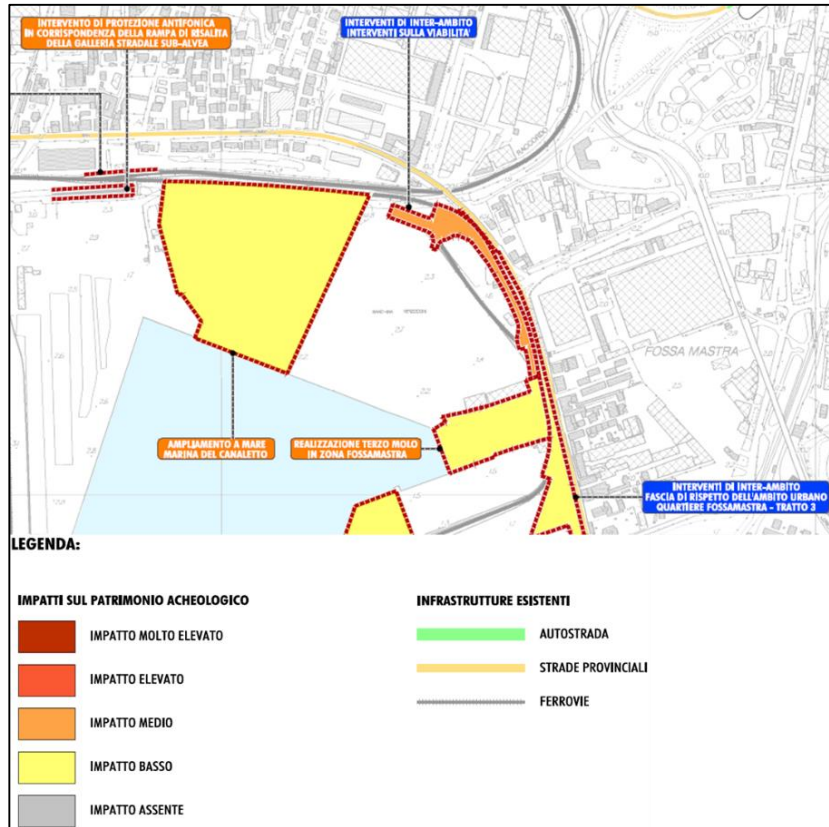 INTERVENTO DI PROTEZIONE ANTIFONICA
IN CORRISPONDENZA DELLA RAMPA DI RISALITA
DELLA GALLERIA STRADALE SUB-ALVEA
INTERVENTI DI INTER-AMBITO
INTERVENTI SULLA VIABILITA'
FOSSA MASTRA
AMPLIAMENTO A MARE
MARINA DEL CANALETTO
REALIZZAZIONE TERZO MOLO
IN ZONA FOSSAMASTRA
INTERVENTI DI INTER-AMBITO
FASCIA DI RISPETTO DELL'AMBITO URBANO
QUARTIERE FOSSAMASTRA - TRATTO 3
LEGENDA:
IMPATTI SUL PATRIMONIO ACHEOLOGICO
IMPATTO MOLTO ELEVATO
IMPATTO ELEVATO
IMPATTO MEDIO
IMPATTO BASSO
IMPATTO ASSENTE
INFRASTRUTTURE ESISTENTI
AUTOSTRADA
STRADE PROVINCIALI
FERROVIE